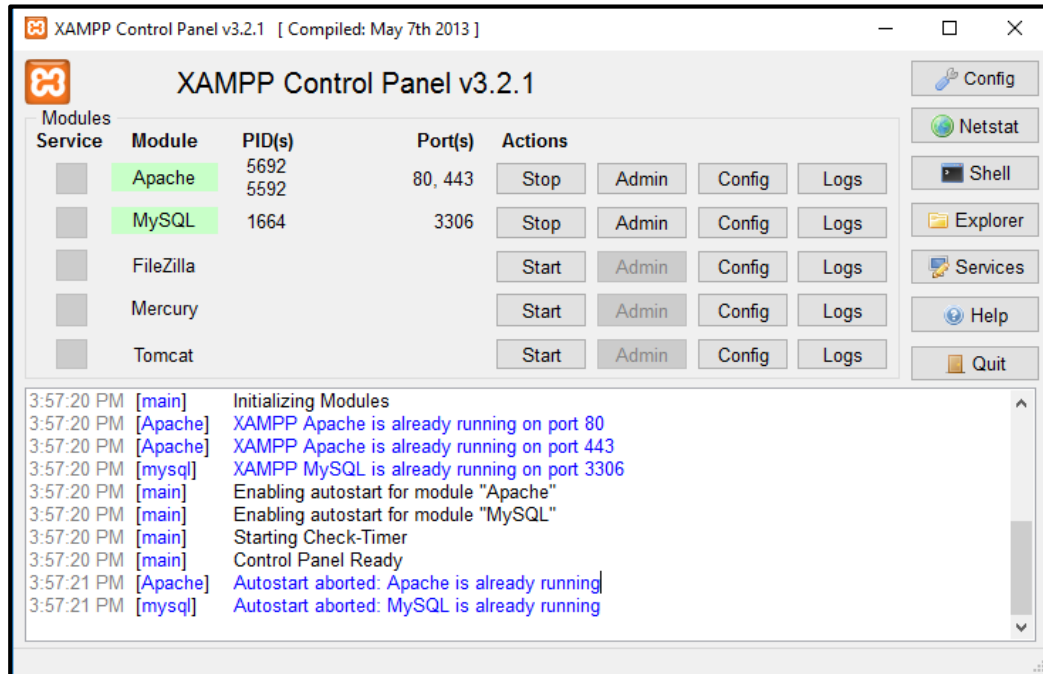 XAMPP Control Panel v3.2.1 [ Compiled: May 7th 2013 ]
XAMPP Control Panel v3.2.1
Config
Modules
Service Module PID(s) Port(s) Actions
Netstat
Apache 5692 80, 443 Stop Admin Config Logs
5592
Shell
MySQL 1664 3306 Stop Admin Config Logs
Explorer
FileZilla Start Admin Config Logs
Services
Mercury Start Admin Config Logs
Help
Tomcat Start Admin Config Logs
Quit
3:57:20 PM [main] Initializing Modules
3:57:20 PM [Apache] XAMPP Apache is already running on port 80
3:57:20 PM [Apache] XAMPP Apache is already running on port 443
3:57:20 PM [mysql] XAMPP MySQL is already running on port 3306
3:57:20 PM [main] Enabling autostart for module "Apache"
3:57:20 PM [main] Enabling autostart for module "MySQL"
3:57:20 PM [main] Starting Check-Timer
3:57:20 PM [main] Control Panel Ready
3:57:21 PM [Apache] Autostart aborted: Apache is already running
3:57:21 PM [mysql] Autostart aborted: MySQL is already running